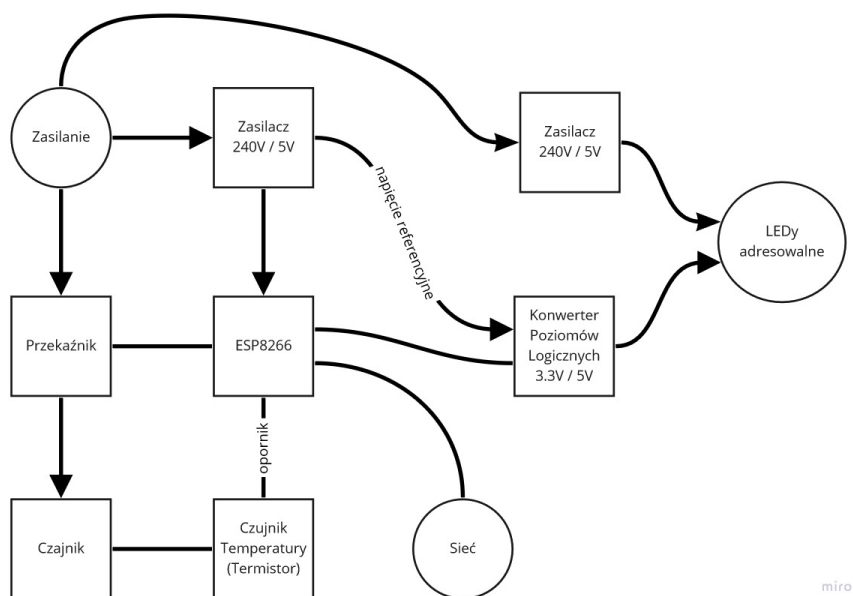 Zasilanie
Zasilacz
240V / 5V
Zasilacz
240V / 5V
napięcie referencyjne
LEDy
adresowalne
Przekaźnik
ESP8266
Konwerter
Poziomów
Logicznych
3.3V / 5V
opornik
Czajnik
Czujnik
Temperatury
(Termistor)
Sieć
miro